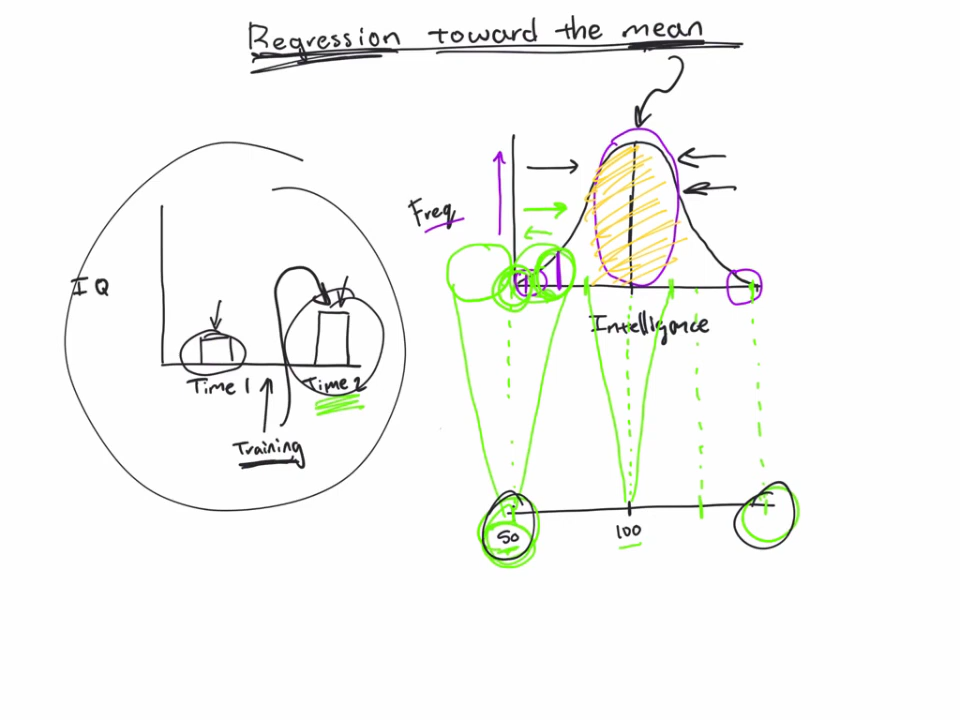 Regression toward the mean
Freq
IQ
Intelligence
Time 1
Time 2
Training
50
100